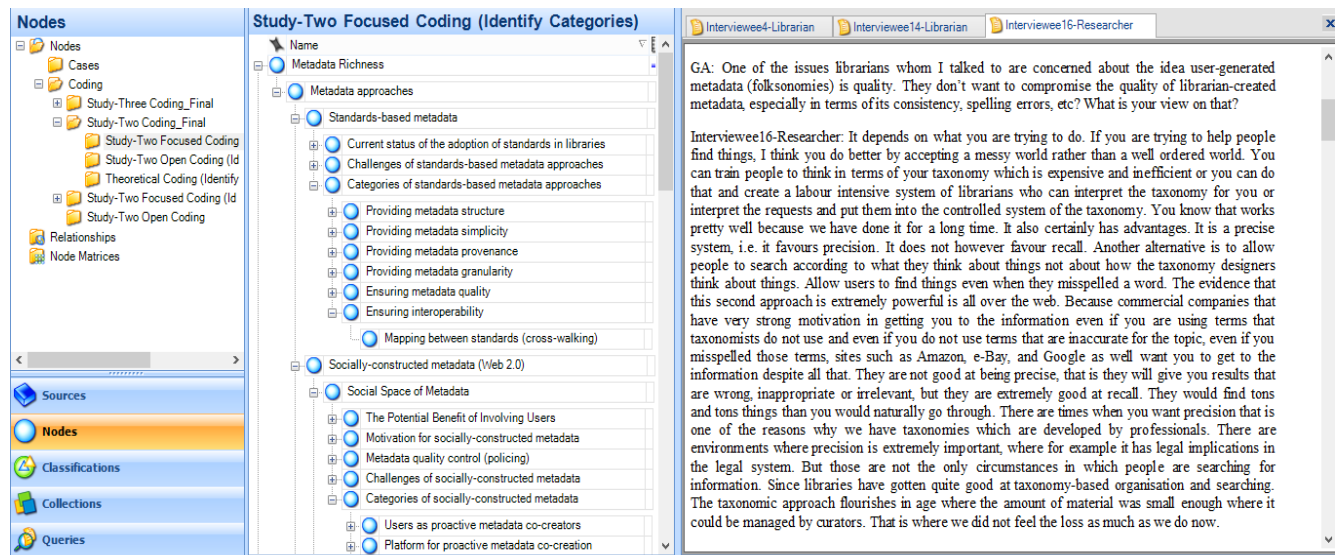 Nodes
Nodes
Cases
Coding
Study-Three Coding_Final
Study-Two Coding_Final
Study-Two Focused Coding
Study-Two Open Coding (Id
Theoretical Coding (Identify
Study-Two Focused Coding (Id
Study-Two Open Coding
Relationships
Node Matrices
Sources
Nodes
Classifications
Collections
Queries
Study-Two Focused Coding (Identify Categories)
Name
Metadata Richness
Metadata approaches
Standards-based metadata
Current status of the adoption of standards in libraries
Challenges of standards-based metadata approaches
Categories of standards-based metadata approaches
Providing metadata structure
Providing metadata simplicity
Providing metadata provenance
Providing metadata granularity
Ensuring metadata quality
Ensuring interoperability
Mapping between standards (cross-walking)
Socially-constructed metadata (Web 2.0)
Social Space of Metadata
The Potential Benefit of Involving Users
Motivation for socially-constructed metadata
Metadata quality control (policing)
Challenges of socially-constructed metadata
Categories of socially-constructed metadata
Users as proactive metadata co-creators
Platform for proactive metadata co-creation
Interviewee4-Librarian
Interviewee14-Librarian
Interviewee16-Researcher
GA: One of the issues librarians whom I talked to are concerned about the idea user-generated
metadata (folksonomies) is quality. They don't want to compromise the quality of librarian-created
metadata, especially in terms of its consistency, spelling errors, etc? What is your view on that?
Interviewee16-Researcher: It depends on what you are trying to do. If you are trying to help people
find things, I think you do better by accepting a messy world rather than a well ordered world. You
can train people to think in terms of your taxonomy which is expensive and inefficient or you can do
that and create a labour intensive system of librarians who can interpret the taxonomy for you or
interpret the requests and put them into the controlled system of the taxonomy. You know that works
pretty well because we have done it for a long time. It also certainly has advantages. It is a precise
system, i.e. it favours precision. It does not however favour recall. Another alternative is to allow
people to search according to what they think about things not about how the taxonomy designers
think about things. Allow users to find things even when they misspelled a word. The evidence that
this second approach is extremely powerful is all over the web. Because commercial companies that
have very strong motivation in getting you to the information even if you are using terms that
taxonomists do not use and even if you do not use terms that are inaccurate for the topic, even if you
misspelled those terms, sites such as Amazon, e-Bay, and Google as well want you to get to the
information despite all that. They are not good at being precise, that is they will give you results that
are wrong, inappropriate or irrelevant, but they are extremely good at recall. They would find tons
and tons things than you would naturally go through. There are times when you want precision that is
one of the reasons why we have taxonomies which are developed by professionals. There are
environments where precision is extremely important, where for example it has legal implications in
the legal system. But those are not the only circumstances in which people are searching for
information. Since libraries have gotten quite good at taxonomy-based organisation and searching.
The taxonomic approach flourishes in age where the amount of material was small enough where it
could be managed by curators. That is where we did not feel the loss as much as we do now.